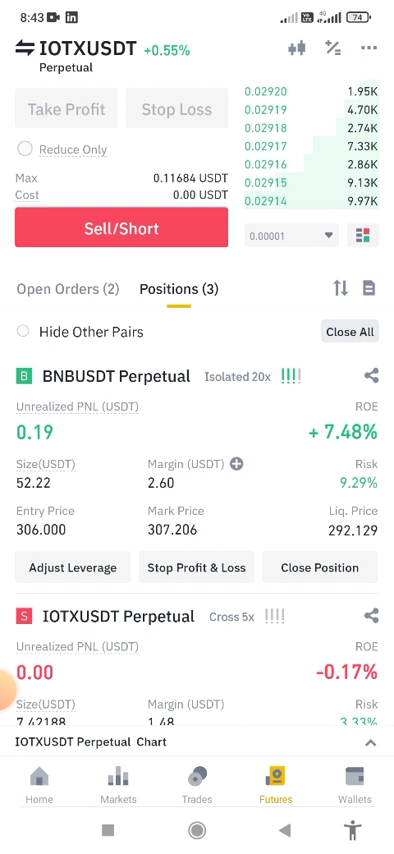 8:43 74
IOTXUSDT +0.55%
Perpetual
Take Profit Stop Loss
Reduce Only
Max 0.11684 USDT
Cost 0.00 USDT
Sell/Short
0.02920 1.95K
0.02919 4.70K
0.02918 2.74K
0.02917 7.33K
0.02916 2.86K
0.02915 9.13K
0.02914 9.97K
0.00001
Open Orders (2) Positions (3)
Hide Other Pairs Close All
B BNBUSDT Perpetual Isolated 20x
Unrealized PNL (USDT) ROE
0.19 + 7.48%
Size(USDT) Margin (USDT) Risk
52.22 2.60 9.29%
Entry Price Mark Price Liq. Price
306.000 307.206 292.129
Adjust Leverage Stop Profit & Loss Close Position
S IOTXUSDT Perpetual Cross 5x
Unrealized PNL (USDT) ROE
0.00 -0.17%
Size(USDT) Margin (USDT) Risk
7.42188 1.48 3.33%
IOTXUSDT Perpetual Chart
Home Markets Trades Futures Wallets